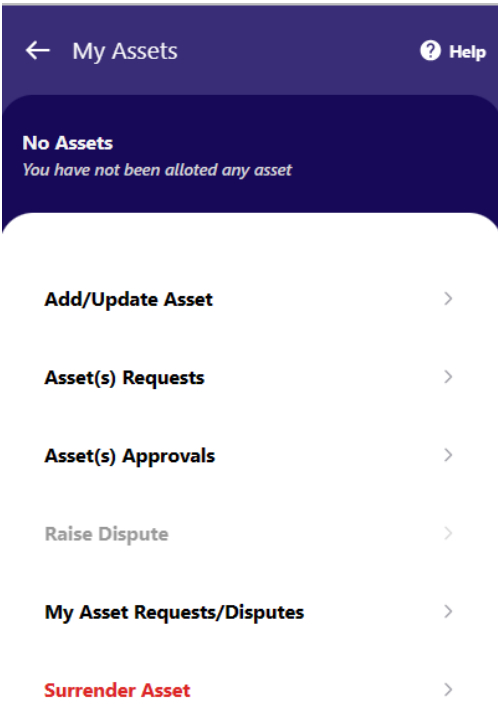 My Assets
Help
No Assets
You have not been alloted any asset
Add/Update Asset
Asset(s) Requests
Asset(s) Approvals
Raise Dispute
My Asset Requests/Disputes
Surrender Asset